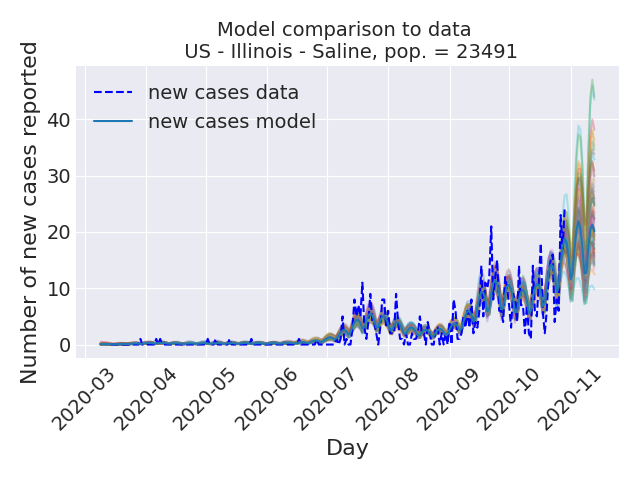 Model comparison to data
US - Illinois - Saline, pop. = 23491
Number of new cases reported
new cases data
new cases model
40
30
20
10
0
2020-03
2020-04
2020-05
2020-06
2020-07
2020-08
2020-09
2020-10
2020-11
Day